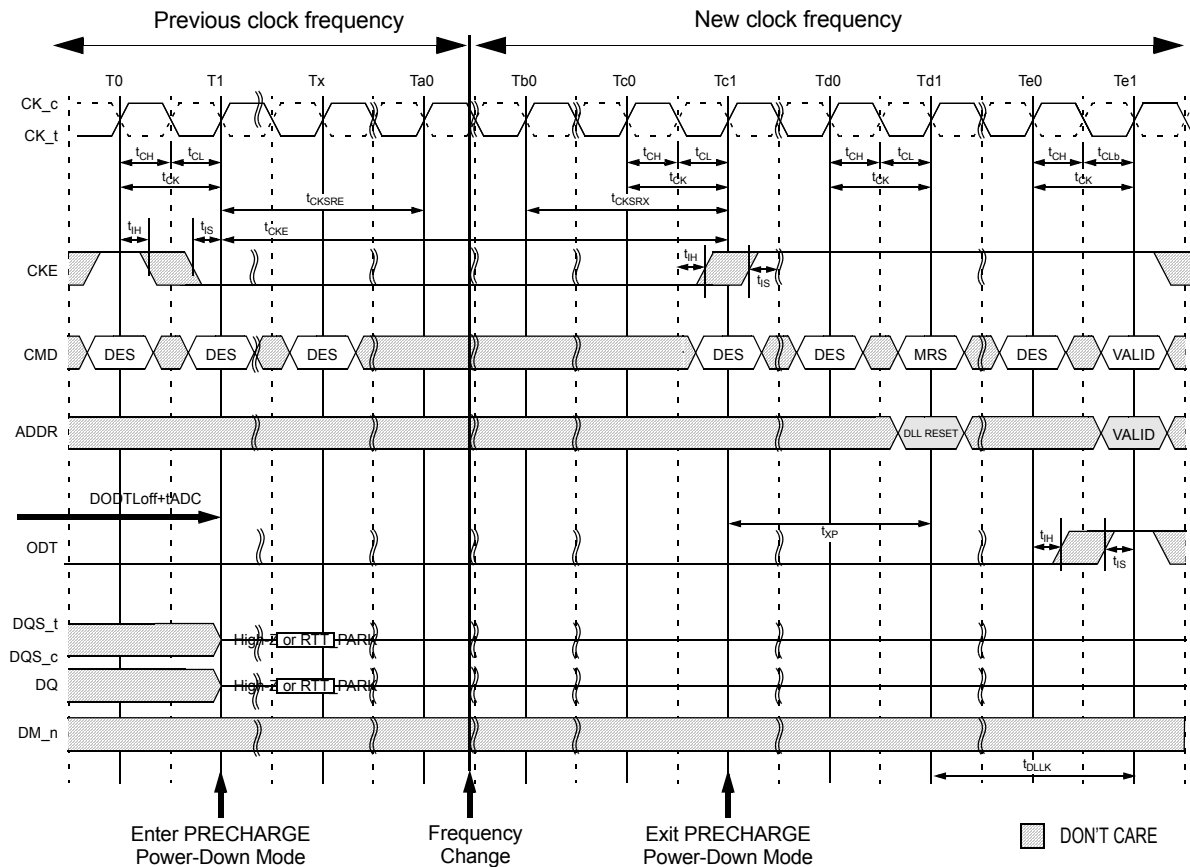 Previous clock frequency New clock frequency
T0 T1 Tx Ta0 Tb0 Tc0 Tc1 Td0 Td1 Te0 Te1
CK_c
CK_t
tCH tCL tCH tCL tCH tCL tCH tCLb
tCK tCK tCK tCK
tCKSRE tCKSRX
tIH tIS tCKE
CKE tIH tIS
CMD DES DES DES DES DES MRS DES VALID
ADDR DLL RESET VALID
DODTLoff+tADC
tXP
ODT tIH tIS
DQS_t
High-Z or RTT_PARK
DQS_c
DQ High-Z or RTT_PARK
DM_n
tDLLK
Enter PRECHARGE
Power-Down Mode
Frequency
Change
Exit PRECHARGE
Power-Down Mode
DON'T CARE